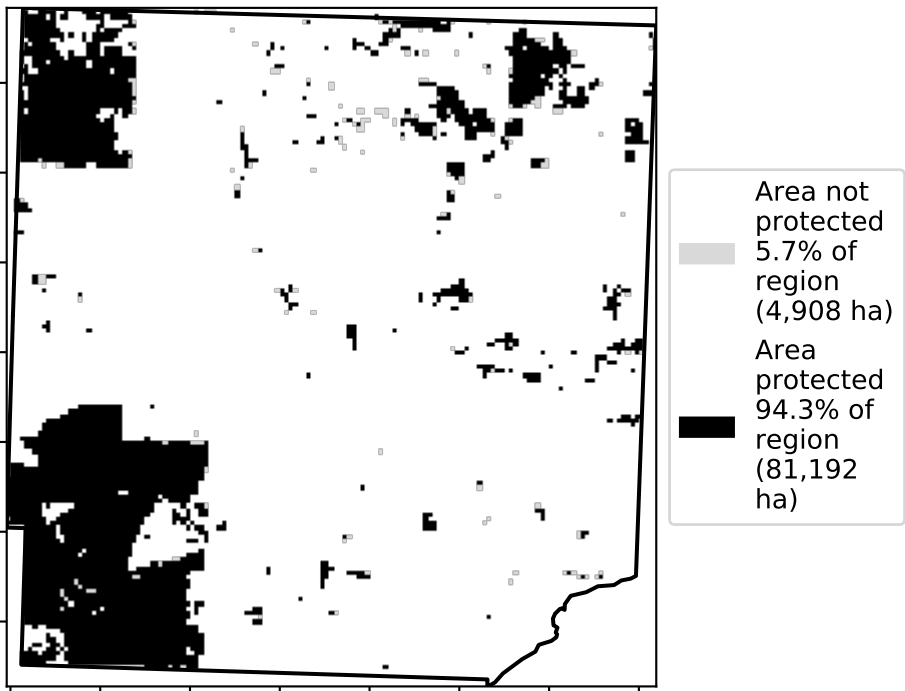 Area not
protected
5.7% of
region
(4,908 ha)
Area
protected
94.3% of
region
(81,192
ha)